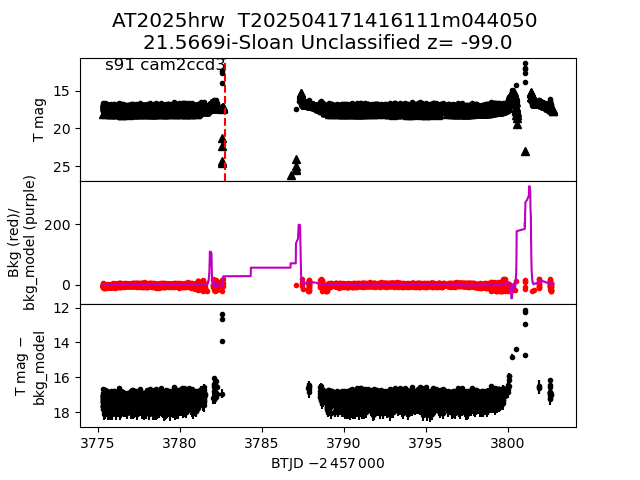 AT2025hrw  T202504171416111m044050
21.5669i-Sloan Unclassified z= -99.0
s91 cam2ccd3
T mag
15
20
25
Bkg (red)/
bkg_model (purple)
200
0
T mag −
bkg_model
12
14
16
18
3775
3780
3785
3790
3795
3800
BTJD −2 457 000